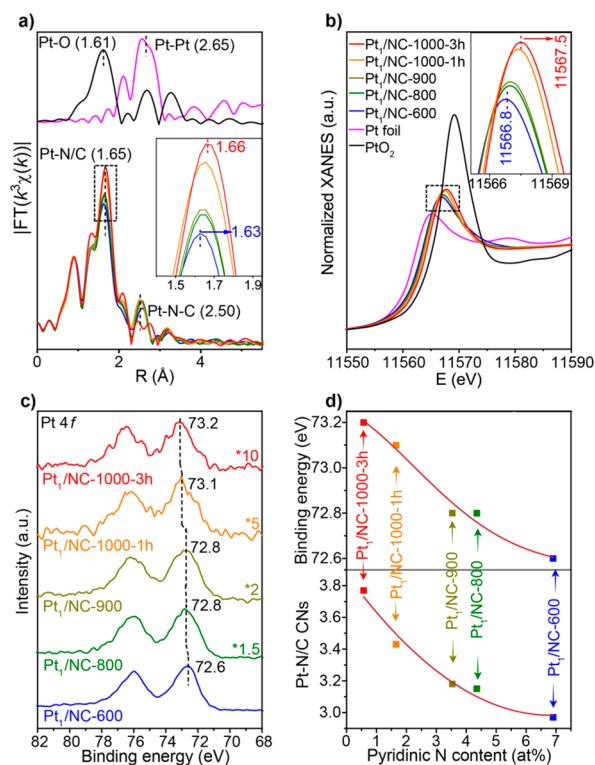 a)
Pt-O (1.61)
Pt-Pt (2.65)
Pt-N/C (1.65)
1.66
1.63
1.5 1.7 1.9
Pt-N-C (2.50)
|FT(k³χ(k))|
0 2 4
R (Å)
b)
Pt₁/NC-1000-3h
Pt₁/NC-1000-1h
Pt₁/NC-900
Pt₁/NC-800
Pt₁/NC-600
Pt foil
PtO₂
11567.5
11566.8
11566 11569
Normalized XANES (a.u.)
11550 11560 11570 11580 11590
E (eV)
c)
Pt 4f
73.2
*10
Pt₁/NC-1000-3h
73.1
*5
Pt₁/NC-1000-1h
72.8
*2
Pt₁/NC-900
72.8
*1.5
Pt₁/NC-800
72.6
Pt₁/NC-600
Intensity (a.u.)
82 80 78 76 74 72 70 68
Binding energy (eV)
d)
73.2
73.0
72.8
72.6
Binding energy (eV)
3.8
3.6
3.4
3.2
3.0
Pt-N/C CNs
Pt₁/NC-1000-3h
Pt₁/NC-1000-1h
Pt₁/NC-900
Pt₁/NC-800
Pt₁/NC-600
0 1 2 3 4 5 6 7
Pyridinic N content (at%)